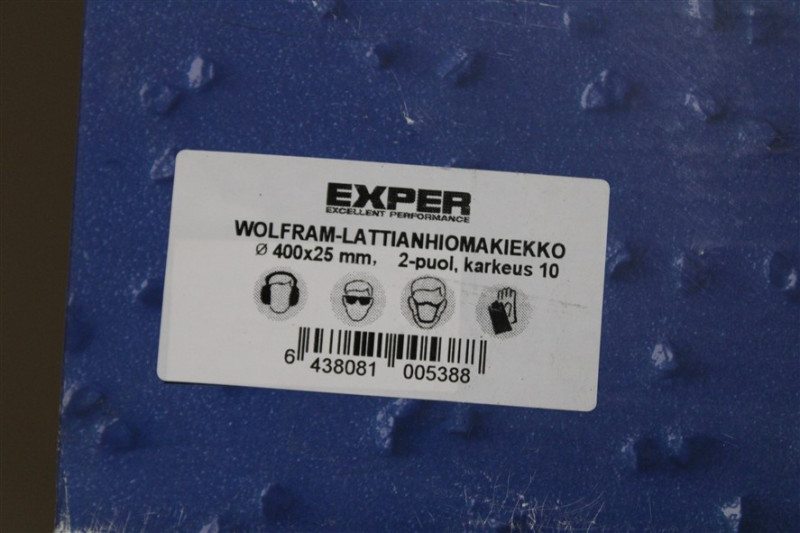 EXPER
EXCELLENT PERFORMANCE
WOLFRAM-LATTIANHIOMAKIEKKO
Ø 400x25 mm, 2-puol, karkeus 10
6 438081 005388